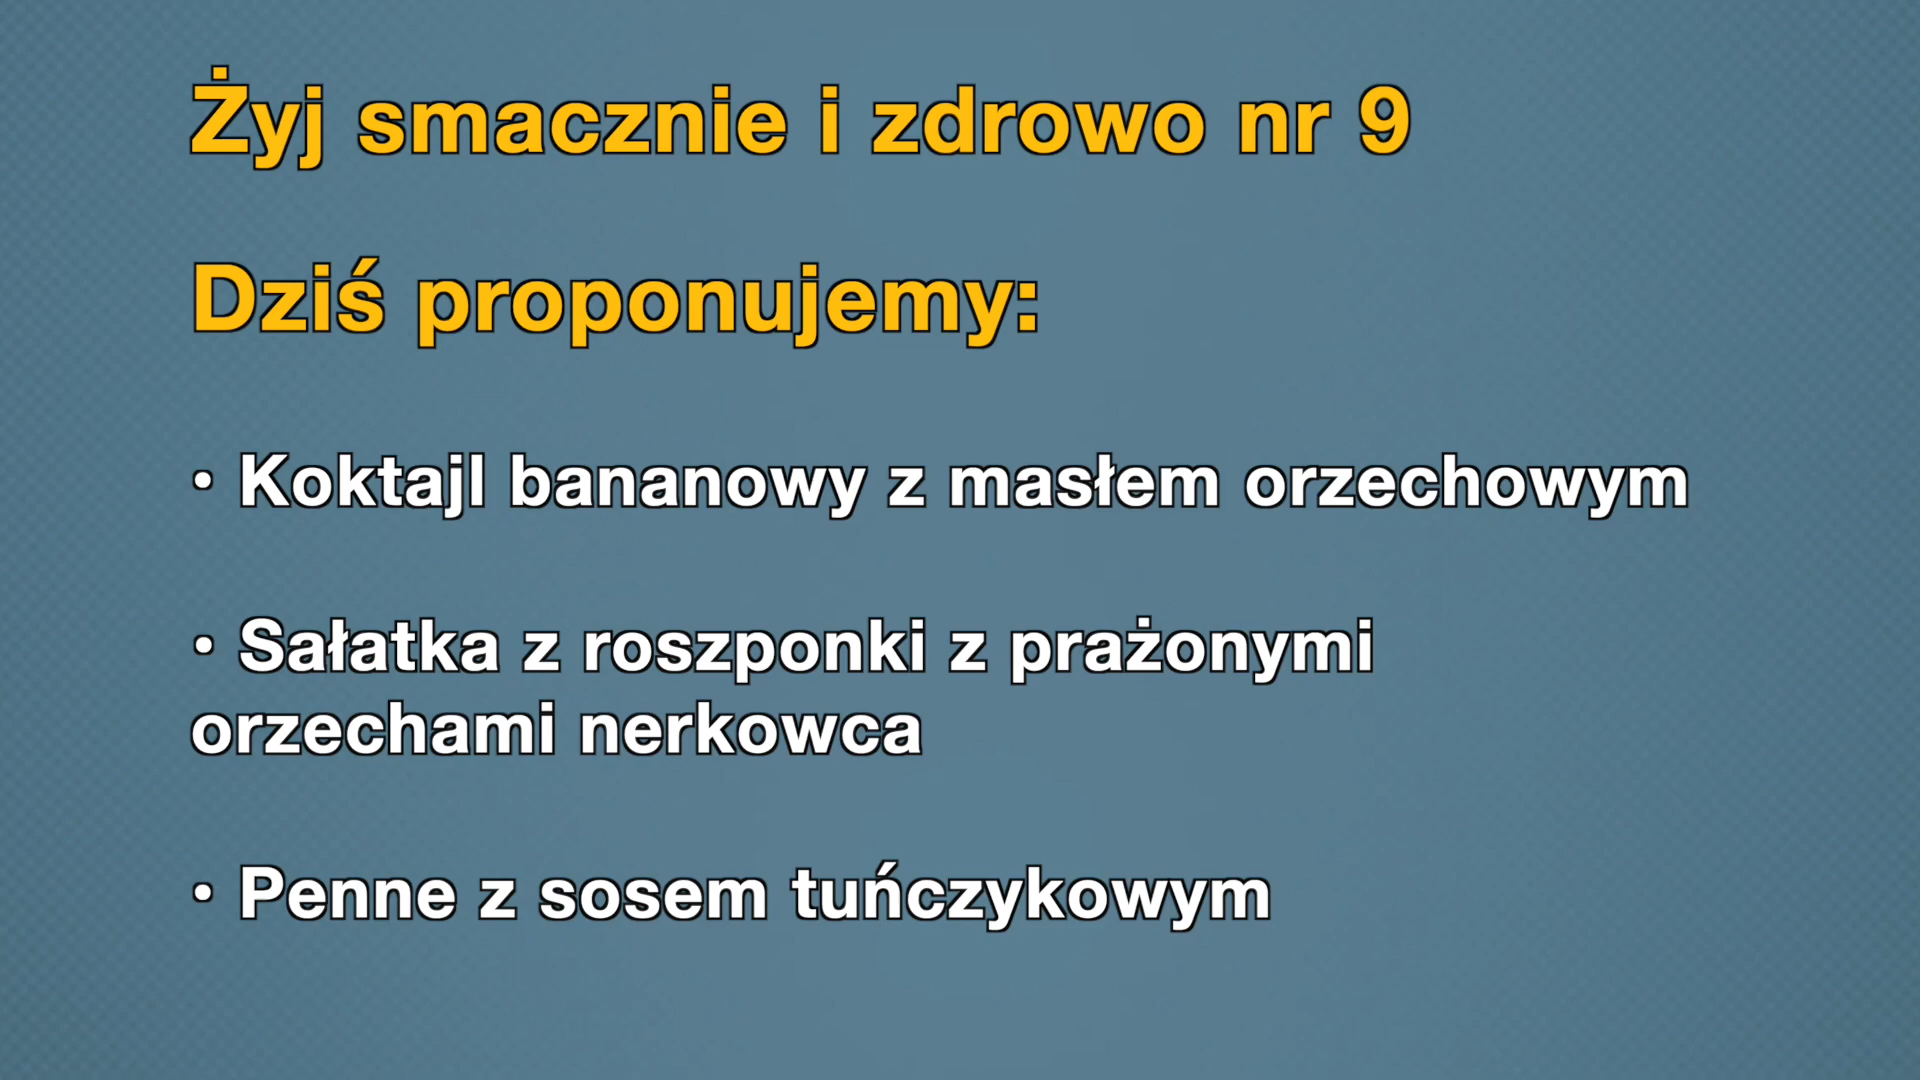 Żyj smacznie i zdrowo nr 9
Dziś proponujemy:
• Koktajl bananowy z masłem orzechowym
• Sałatka z roszponki z prażonymi
orzechami nerkowca
• Penne z sosem tuńczykowym